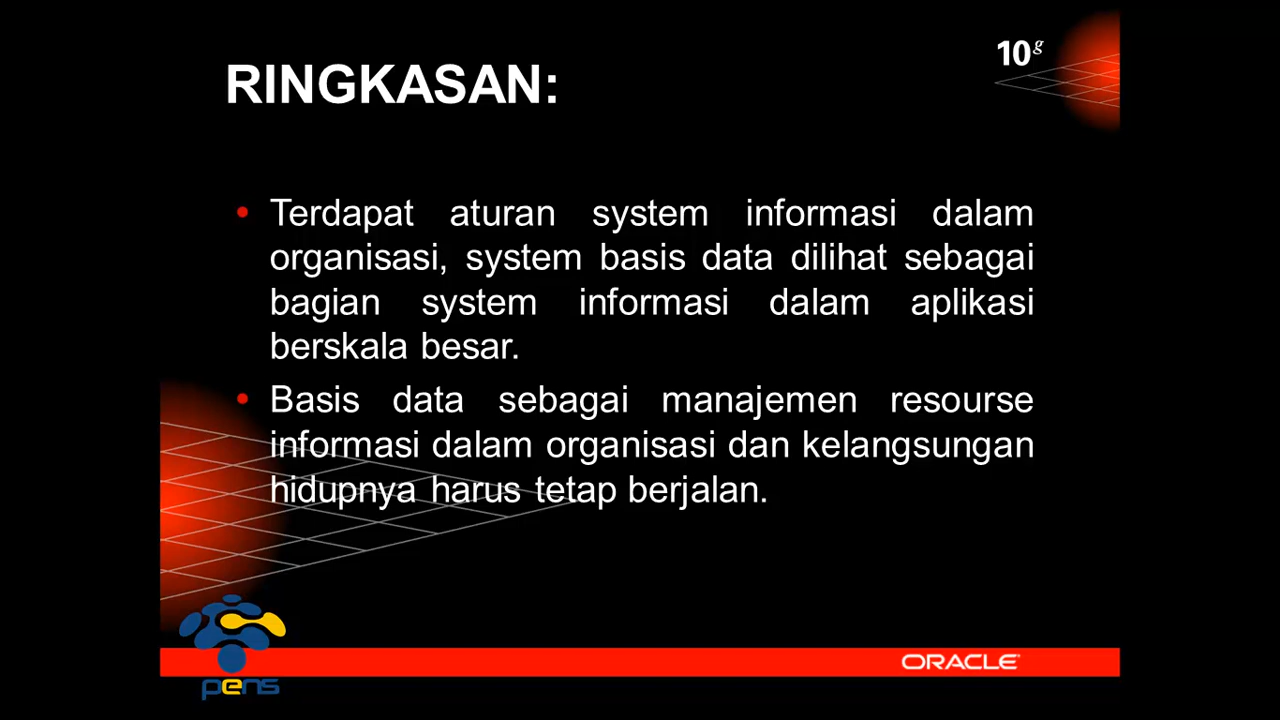 10g
RINGKASAN:
• Terdapat aturan system informasi dalam
organisasi, system basis data dilihat sebagai
bagian system informasi dalam aplikasi
berskala besar.
• Basis data sebagai manajemen resourse
informasi dalam organisasi dan kelangsungan
hidupnya harus tetap berjalan.
ORACLE
pens